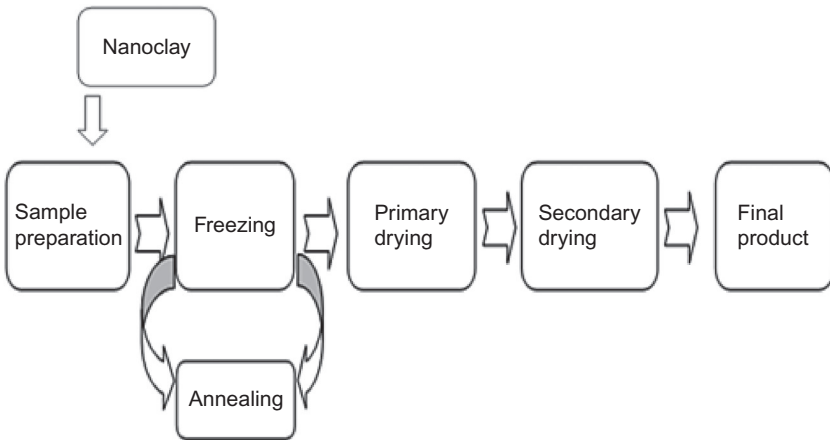 Nanoclay
Sample
preparation
Freezing
Primary
drying
Secondary
drying
Final
product
Annealing